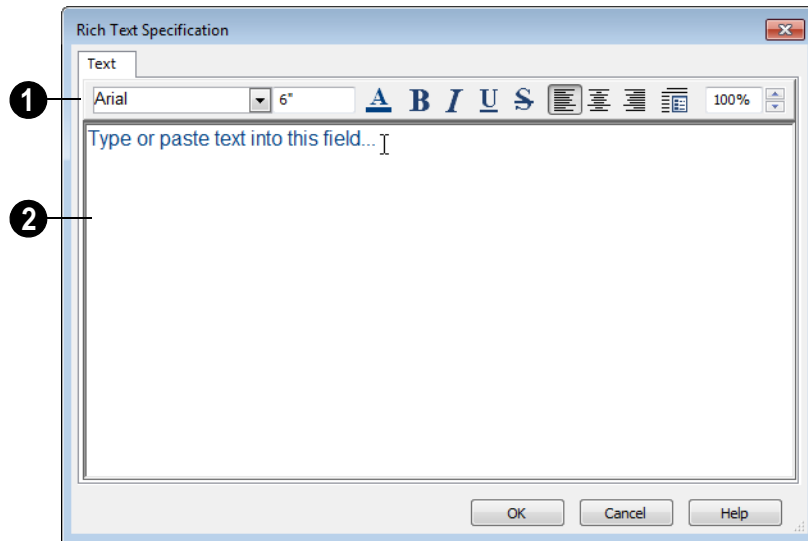 Rich Text Specification
Text
1
Arial 6" A B I U S 100%
Type or paste text into this field...
2
OK Cancel Help